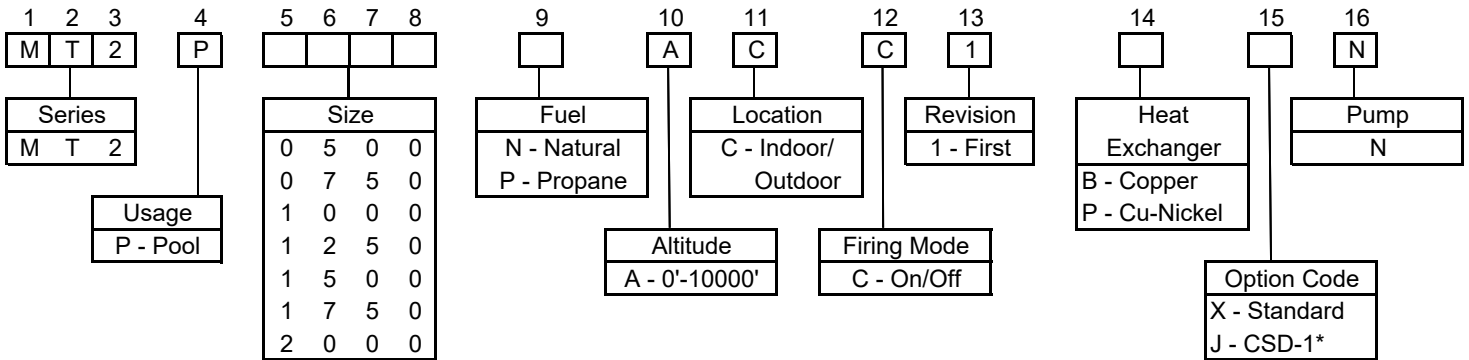 1 2 3 4 5 6 7 8 9 10 11 12 13 14 15 16
M T 2 P A C C 1 N
Series Size Fuel Location Revision Heat Pump
M T 2 0 5 0 0 N - Natural C - Indoor/ 1 - First Exchanger N
0 7 5 0 P - Propane Outdoor B - Copper
Usage 1 0 0 0 P - Cu-Nickel
P - Pool 1 2 5 0 Altitude Firing Mode
1 5 0 0 A - 0'-10000' C - On/Off Option Code
1 7 5 0 X - Standard
2 0 0 0 J - CSD-1*